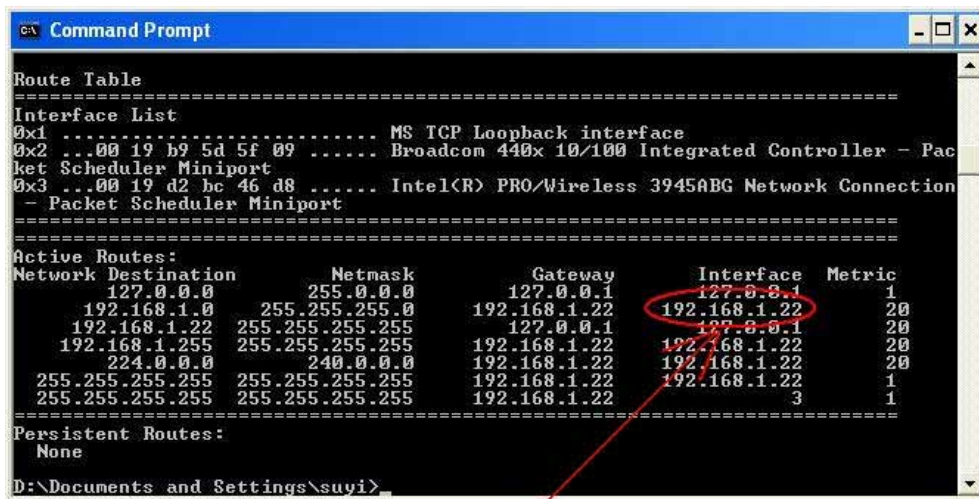 Command Prompt
Route Table
===========================================================================
Interface List
0x1 ........................... MS TCP Loopback interface
0x2 ...00 19 b9 5d 5f 09 ...... Broadcom 440x 10/100 Integrated Controller - Pac
ket Scheduler Miniport
0x3 ...00 19 d2 bc 46 d8 ...... Intel(R) PRO/Wireless 3945ABG Network Connection
 - Packet Scheduler Miniport
===========================================================================
===========================================================================
Active Routes:
Network Destination        Netmask          Gateway       Interface  Metric
127.0.0.0        255.0.0.0        127.0.0.1       127.0.0.1       1
192.168.1.0    255.255.255.0     192.168.1.22    192.168.1.22       20
192.168.1.22  255.255.255.255        127.0.0.1       127.0.0.1       20
192.168.1.255  255.255.255.255     192.168.1.22    192.168.1.22       20
224.0.0.0        240.0.0.0     192.168.1.22    192.168.1.22       20
255.255.255.255  255.255.255.255     192.168.1.22    192.168.1.22       1
255.255.255.255  255.255.255.255     192.168.1.22               3       1
===========================================================================
Persistent Routes:
  None
D:\Documents and Settings\suyi>_